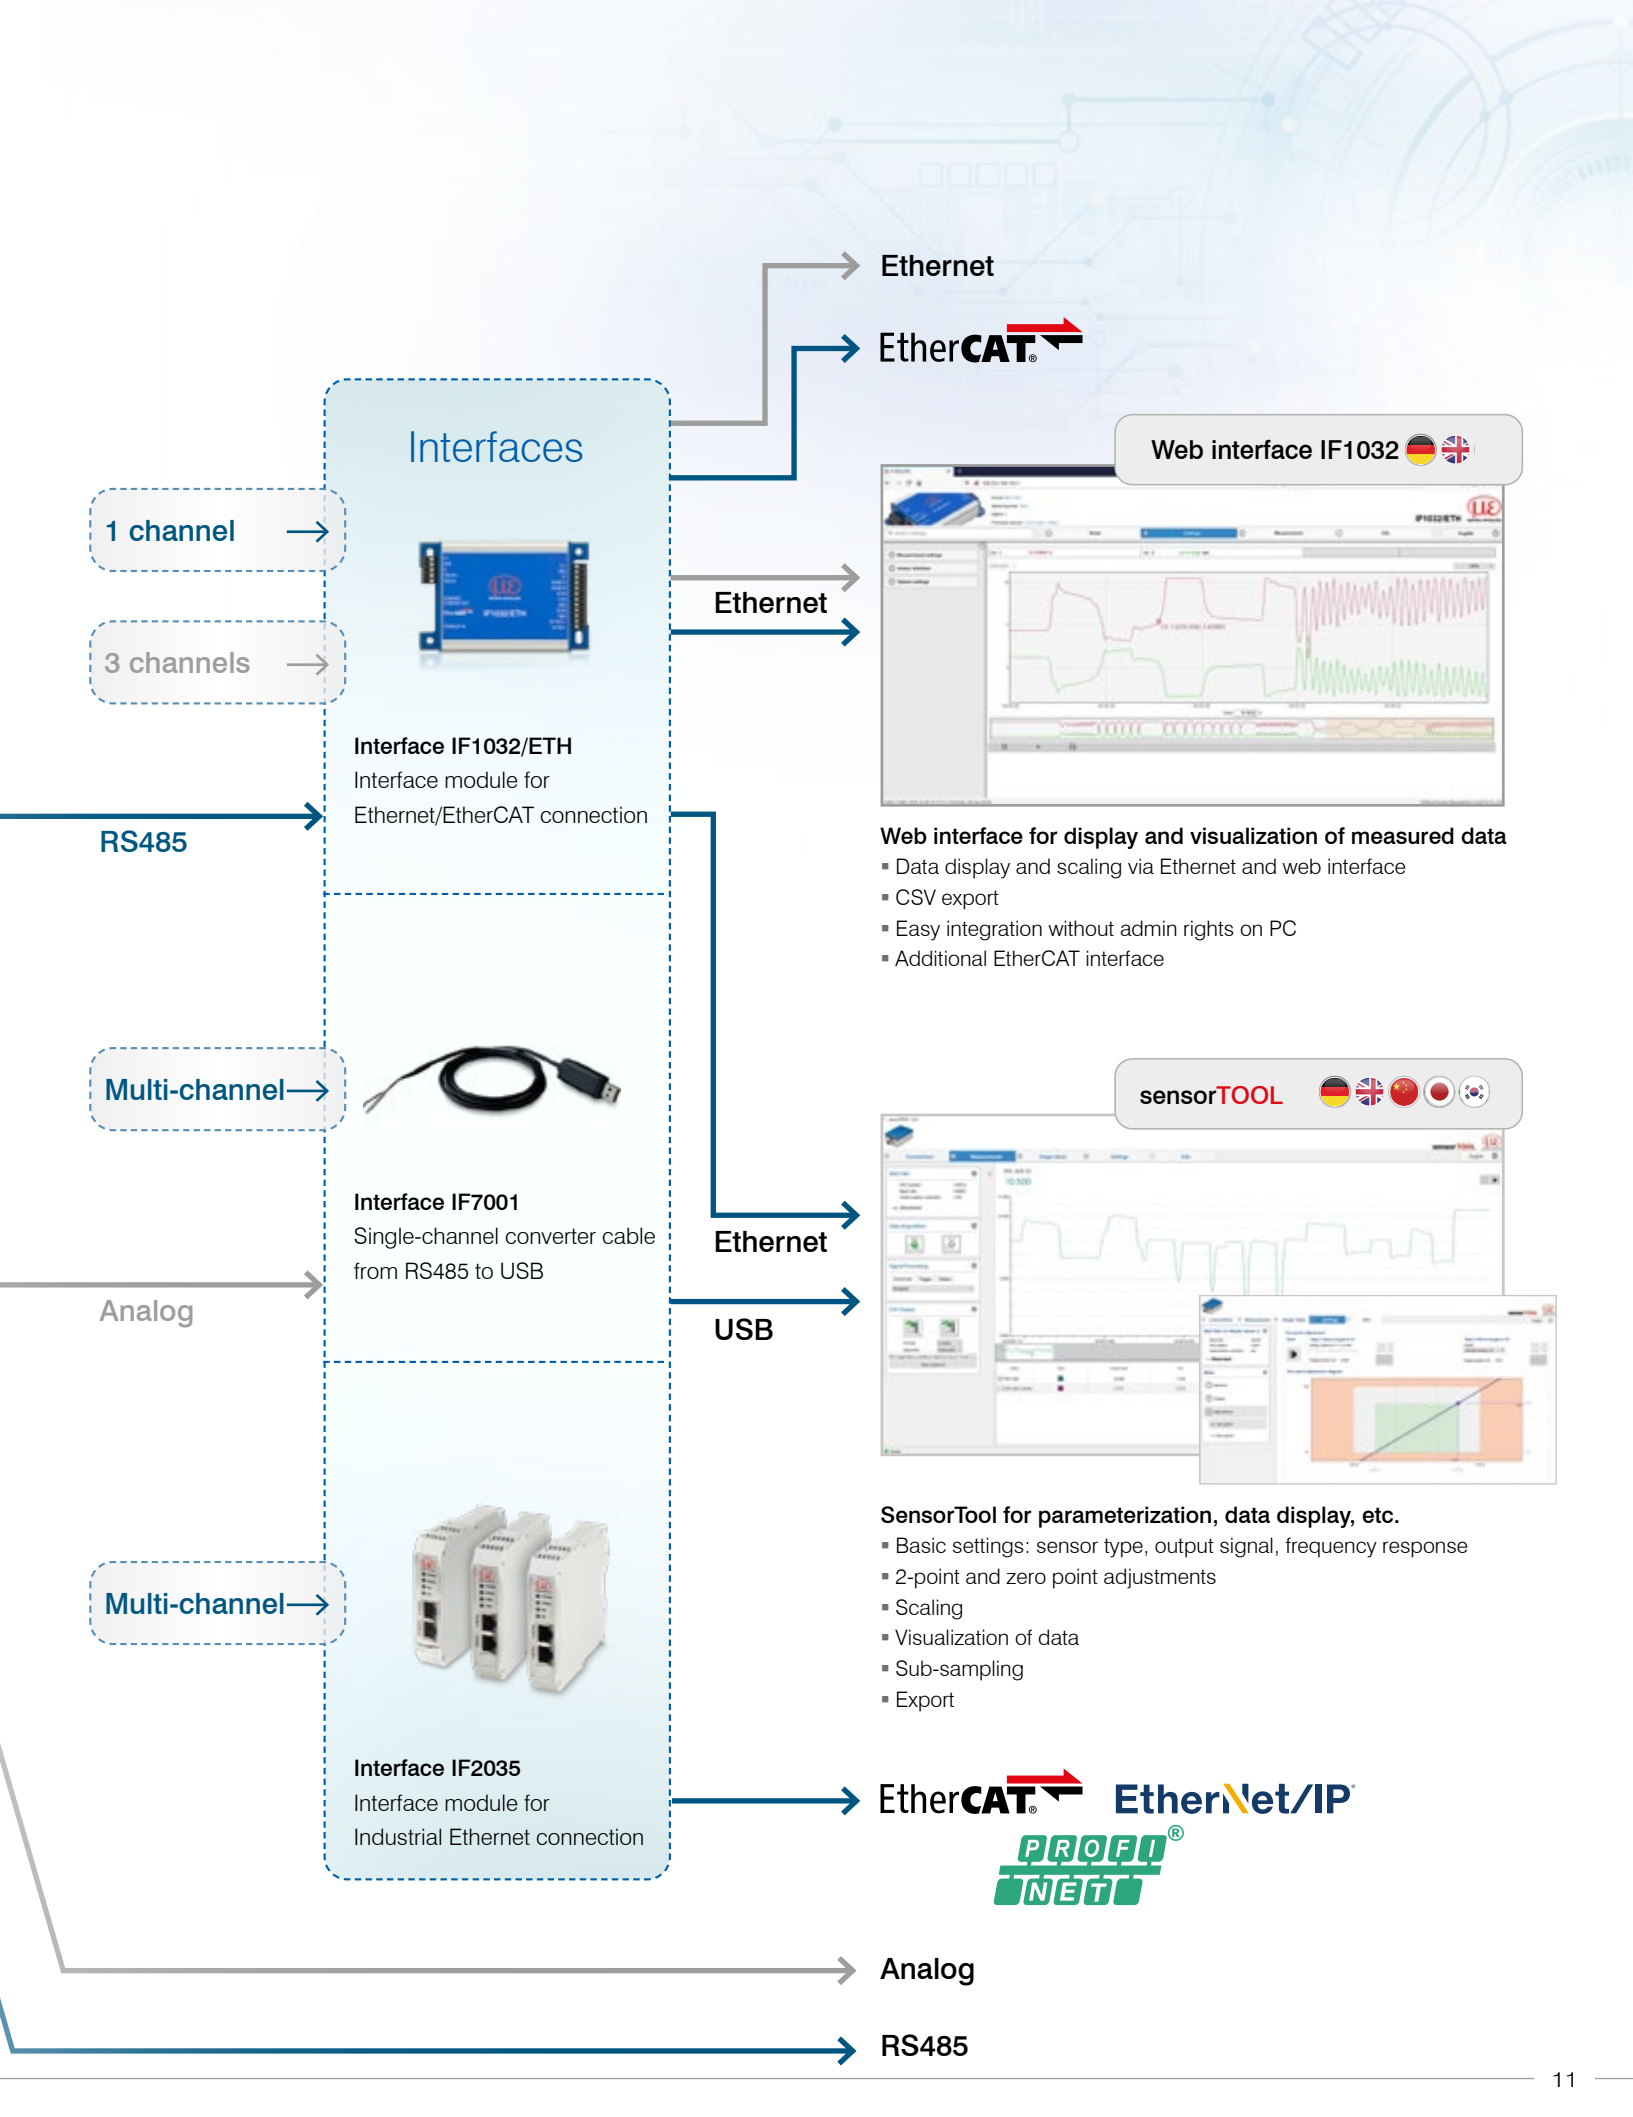 Ethernet
EtherCAT®
Interfaces
Web interface IF1032
1 channel
3 channels
IF1032/ETH
Ethernet
Interface IF1032/ETH
Interface module for
Ethernet/EtherCAT connection
RS485
Web interface for display and visualization of measured data
▪ Data display and scaling via Ethernet and web interface
▪ CSV export
▪ Easy integration without admin rights on PC
▪ Additional EtherCAT interface
Multi-channel
sensorTOOL
10.500
Interface IF7001
Single-channel converter cable
from RS485 to USB
Ethernet
Analog
USB
SensorTool for parameterization, data display, etc.
▪ Basic settings: sensor type, output signal, frequency response
▪ 2-point and zero point adjustments
▪ Scaling
▪ Visualization of data
▪ Sub-sampling
▪ Export
Multi-channel
Interface IF2035
Interface module for
Industrial Ethernet connection
EtherCAT® EtherNet/IP
PROFI®
NET
Analog
RS485
11